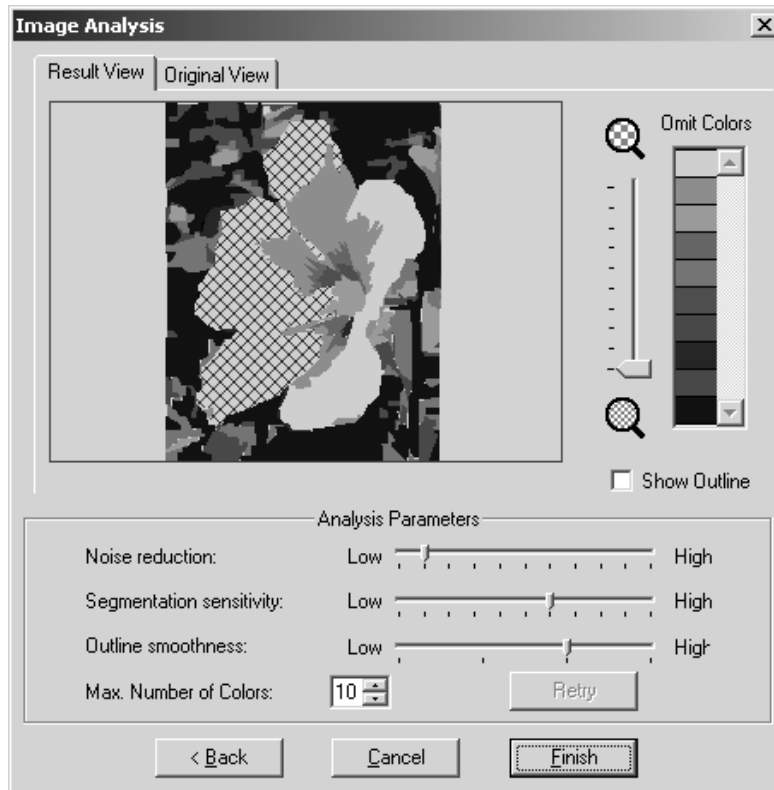 Image Analysis
Result View
Original View
Omit Colors
Show Outline
Analysis Parameters
Noise reduction: Low High
Segmentation sensitivity: Low High
Outline smoothness: Low High
Max. Number of Colors: 10 Retry
< Back Cancel Finish